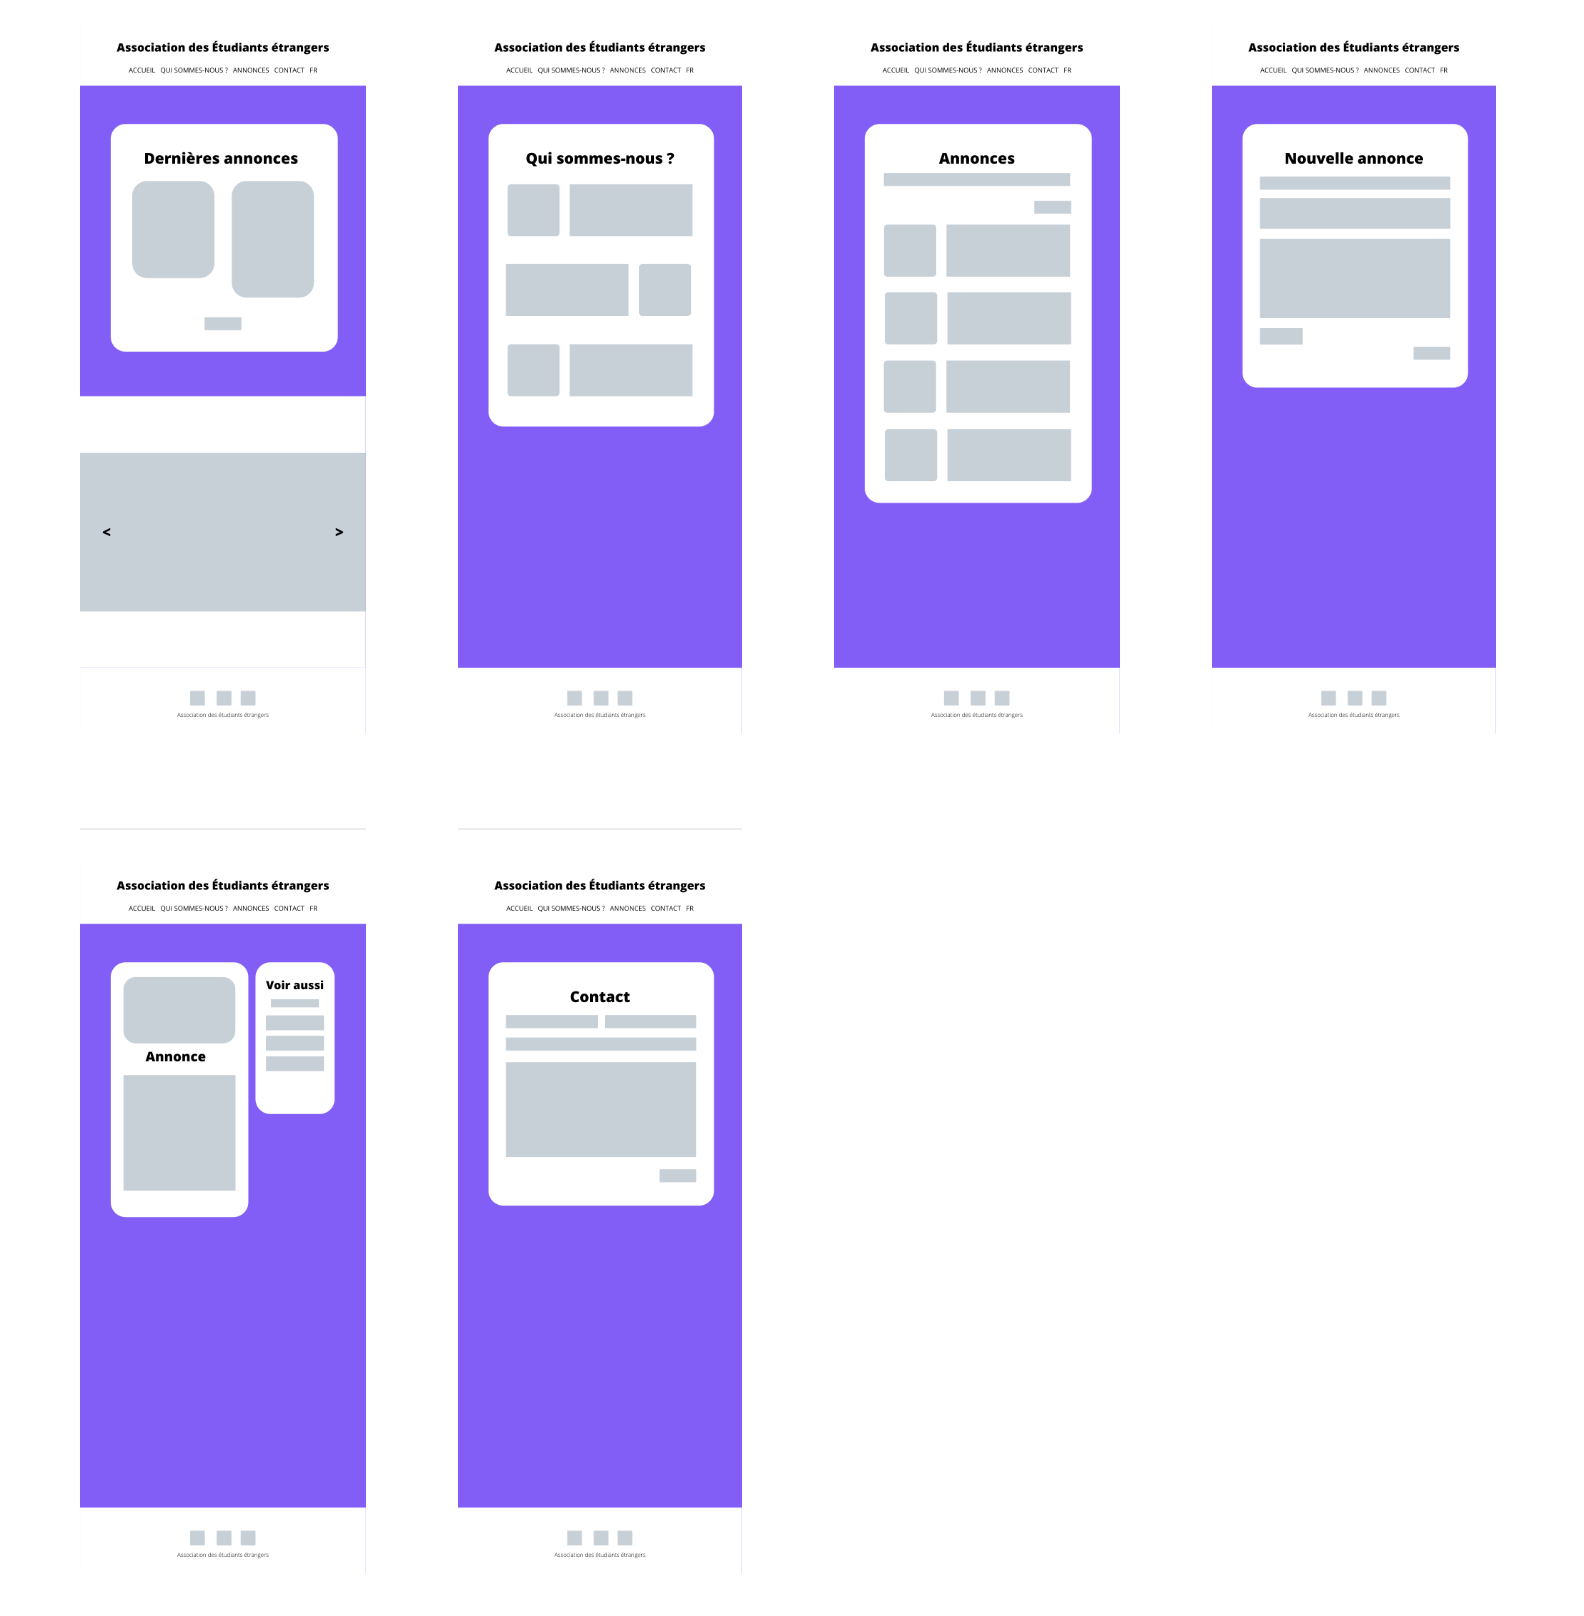 Association des Étudiants étrangers
ACCUEIL QUI SOMMES-NOUS ? ANNONCES CONTACT FR
Dernières annonces
<
>
Association des étudiants étrangers
Association des Étudiants étrangers
ACCUEIL QUI SOMMES-NOUS ? ANNONCES CONTACT FR
Qui sommes-nous ?
Association des étudiants étrangers
Association des Étudiants étrangers
ACCUEIL QUI SOMMES-NOUS ? ANNONCES CONTACT FR
Annonces
Association des étudiants étrangers
Association des Étudiants étrangers
ACCUEIL QUI SOMMES-NOUS ? ANNONCES CONTACT FR
Nouvelle annonce
Association des étudiants étrangers
Association des Étudiants étrangers
ACCUEIL QUI SOMMES-NOUS ? ANNONCES CONTACT FR
Annonce
Voir aussi
Association des étudiants étrangers
Association des Étudiants étrangers
ACCUEIL QUI SOMMES-NOUS ? ANNONCES CONTACT FR
Contact
Association des étudiants étrangers